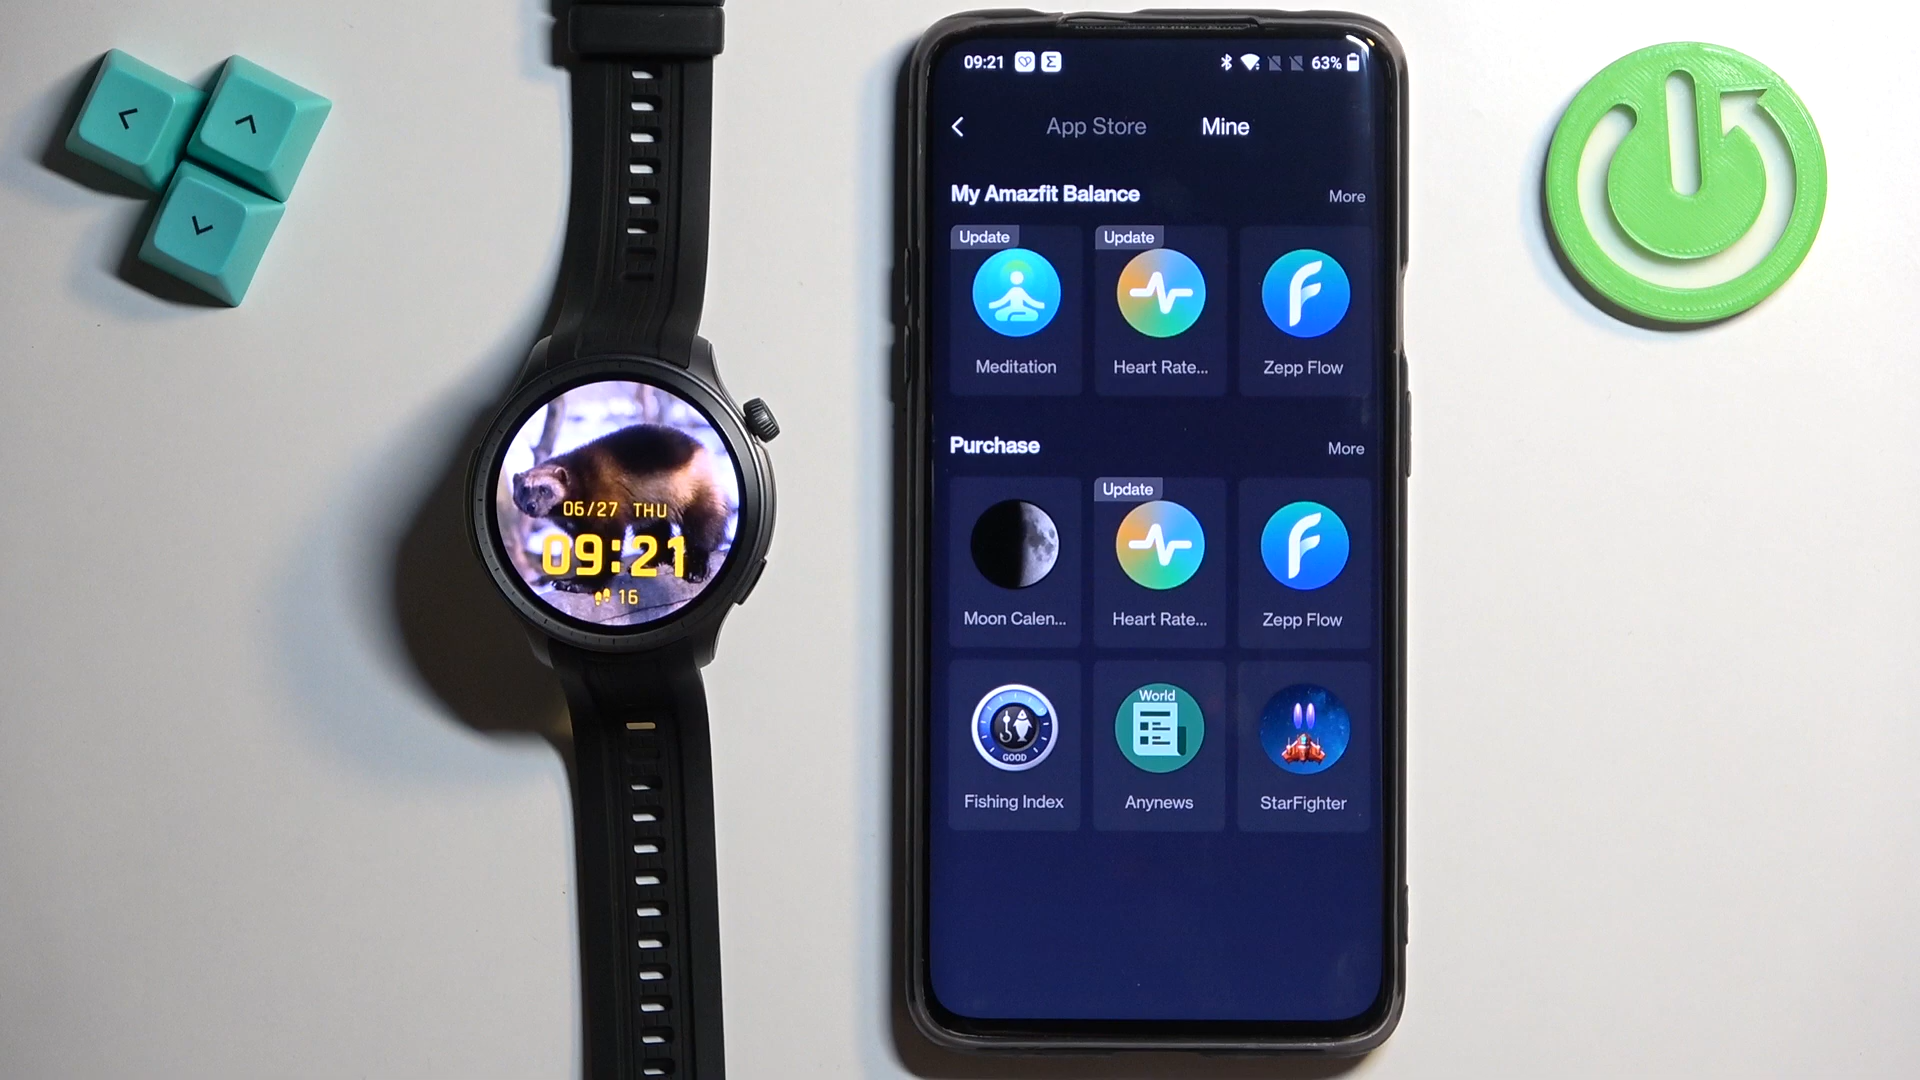 06/27 THU
09:21
16
09:21 63%
App Store Mine
My Amazfit Balance More
Update Update
Meditation Heart Rate... Zepp Flow
Purchase More
Update
Moon Calen... Heart Rate... Zepp Flow
GOOD World
Fishing Index Anynews StarFighter